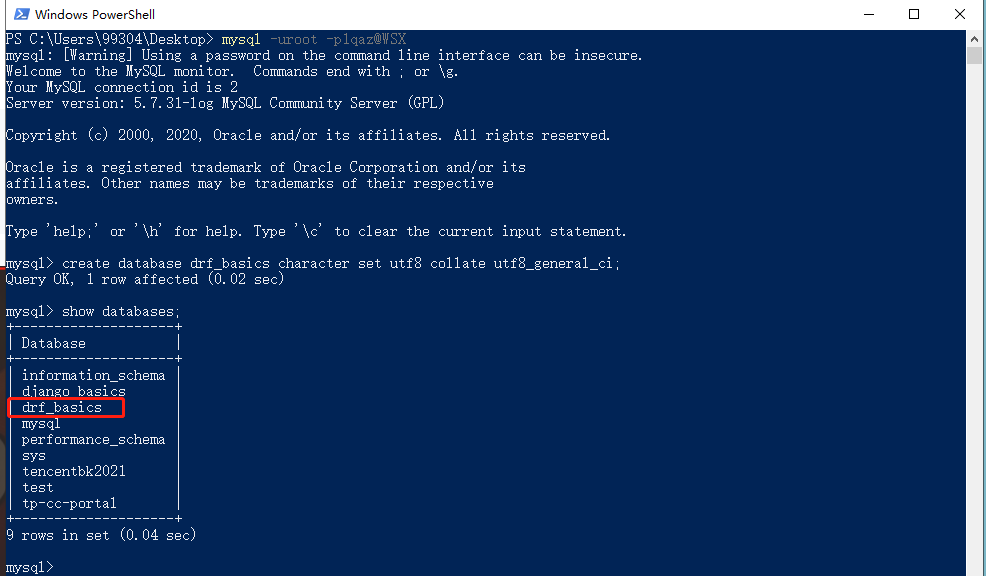 Windows PowerShell
PS C:\Users\99304\Desktop> mysql -uroot -p1qaz@WSX
mysql: [Warning] Using a password on the command line interface can be insecure.
Welcome to the MySQL monitor.  Commands end with ; or \g.
Your MySQL connection id is 2
Server version: 5.7.31-log MySQL Community Server (GPL)
Copyright (c) 2000, 2020, Oracle and/or its affiliates. All rights reserved.
Oracle is a registered trademark of Oracle Corporation and/or its
affiliates. Other names may be trademarks of their respective
owners.
Type 'help;' or '\h' for help. Type '\c' to clear the current input statement.
mysql> create database drf_basics character set utf8 collate utf8_general_ci;
Query OK, 1 row affected (0.02 sec)
mysql> show databases;
+--------------------+
| Database           |
+--------------------+
| information_schema |
| django_basics      |
| drf_basics         |
| mysql              |
| performance_schema |
| sys                |
| tencentbk2021      |
| test               |
| tp-cc-portal       |
+--------------------+
9 rows in set (0.04 sec)
mysql>